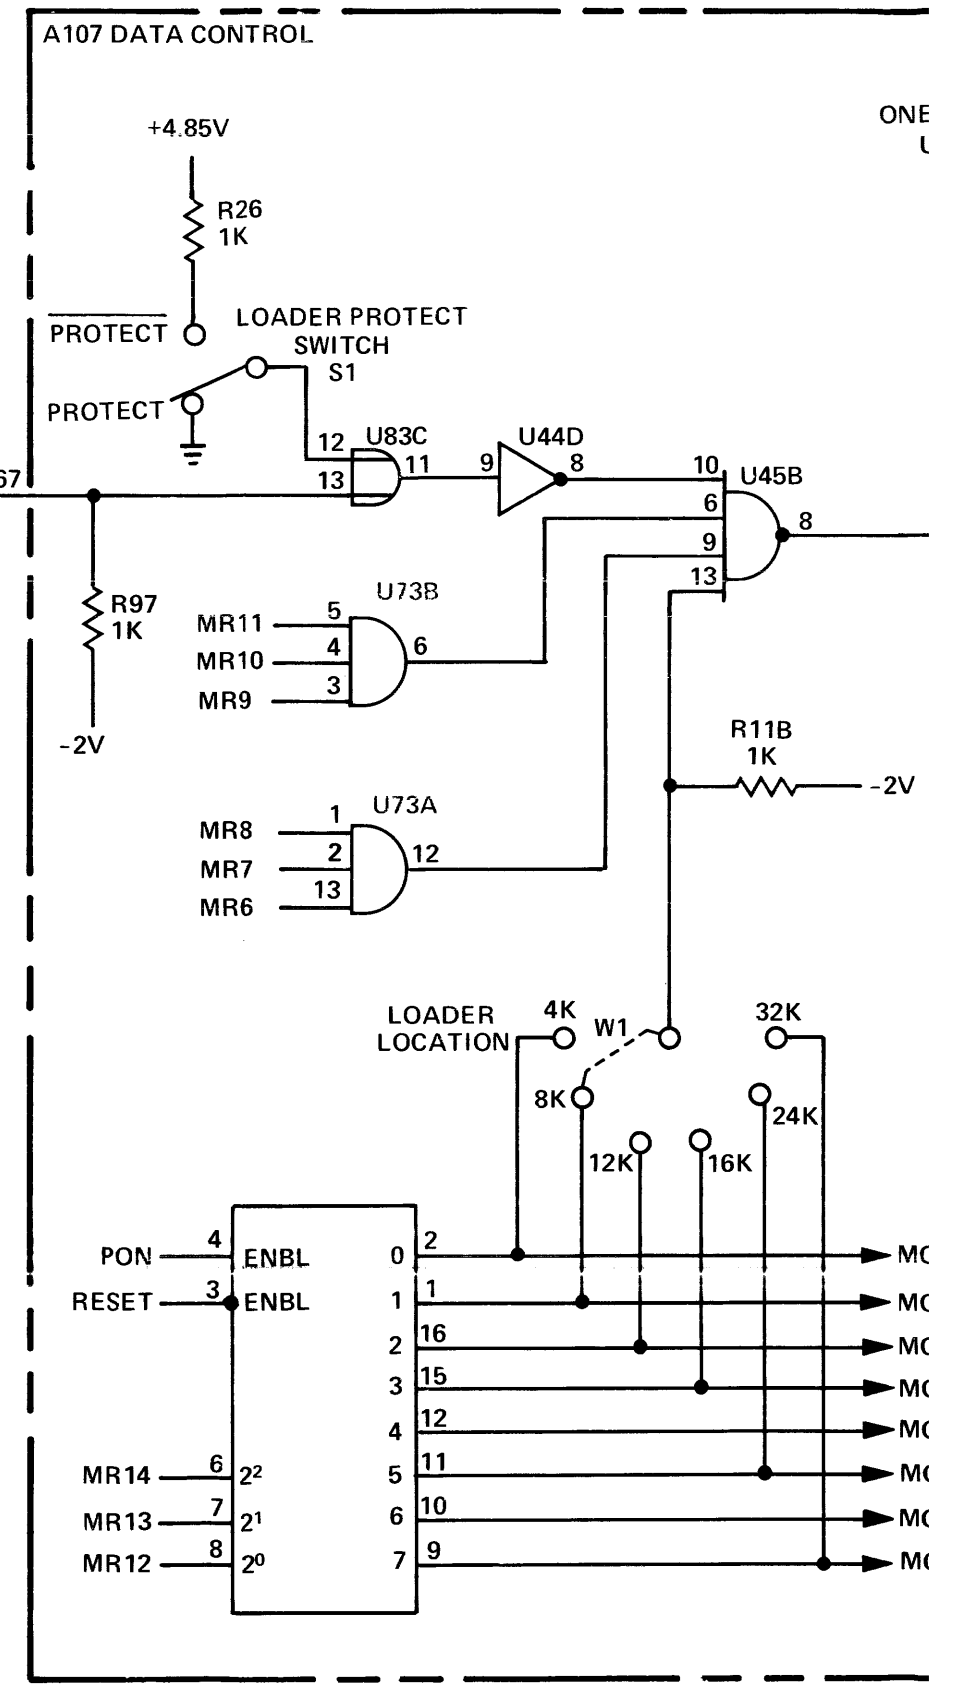 A107 DATA CONTROL
ONE
+4.85V
R26
1K
PROTECT
LOADER PROTECT
SWITCH
S1
PROTECT
67
12
13
U83C
11
9
U44D
8
10
6
9
13
U45B
8
R97
1K
-2V
U73B
MR11
5
MR10
4
MR9
3
6
R11B
1K
-2V
U73A
MR8
1
MR7
2
MR6
13
12
LOADER
LOCATION
4K
W1
32K
8K
24K
12K
16K
PON
4
ENBL
0
2
RESET
3
ENBL
1
1
2
16
3
15
4
12
MR14
6
2²
5
11
MR13
7
2¹
6
10
MR12
8
2⁰
7
9